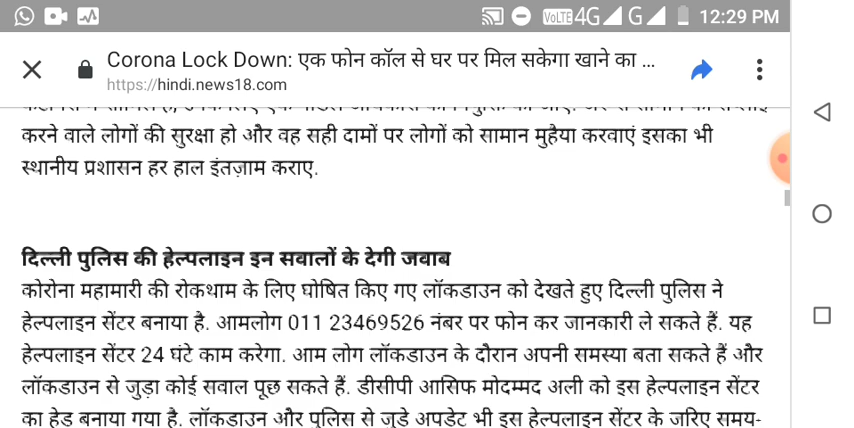 VoLTE 4G G 12:29 PM
Corona Lock Down: एक फोन कॉल से घर पर मिल सकेगा खाने का ...
https://hindi.news18.com
करने वाले लोगों की सुरक्षा हो और वह सही दामों पर लोगों को सामान मुहैया करवाएं इसका भी
स्थानीय प्रशासन हर हाल इंतज़ाम कराए.
दिल्ली पुलिस की हेल्पलाइन इन सवालों के देगी जवाब
कोरोना महामारी की रोकथाम के लिए घोषित किए गए लॉकडाउन को देखते हुए दिल्ली पुलिस ने
हेल्पलाइन सेंटर बनाया है. आमलोग 011 23469526 नंबर पर फोन कर जानकारी ले सकते हैं. यह
हेल्पलाइन सेंटर 24 घंटे काम करेगा. आम लोग लॉकडाउन के दौरान अपनी समस्या बता सकते हैं और
लॉकडाउन से जुड़ा कोई सवाल पूछ सकते हैं. डीसीपी आसिफ मोदम्मद अली को इस हेल्पलाइन सेंटर
का हेड बनाया गया है. लॉकडाउन और पुलिस से जुड़े अपडेट भी इस हेल्पलाइन सेंटर के जरिए समय-